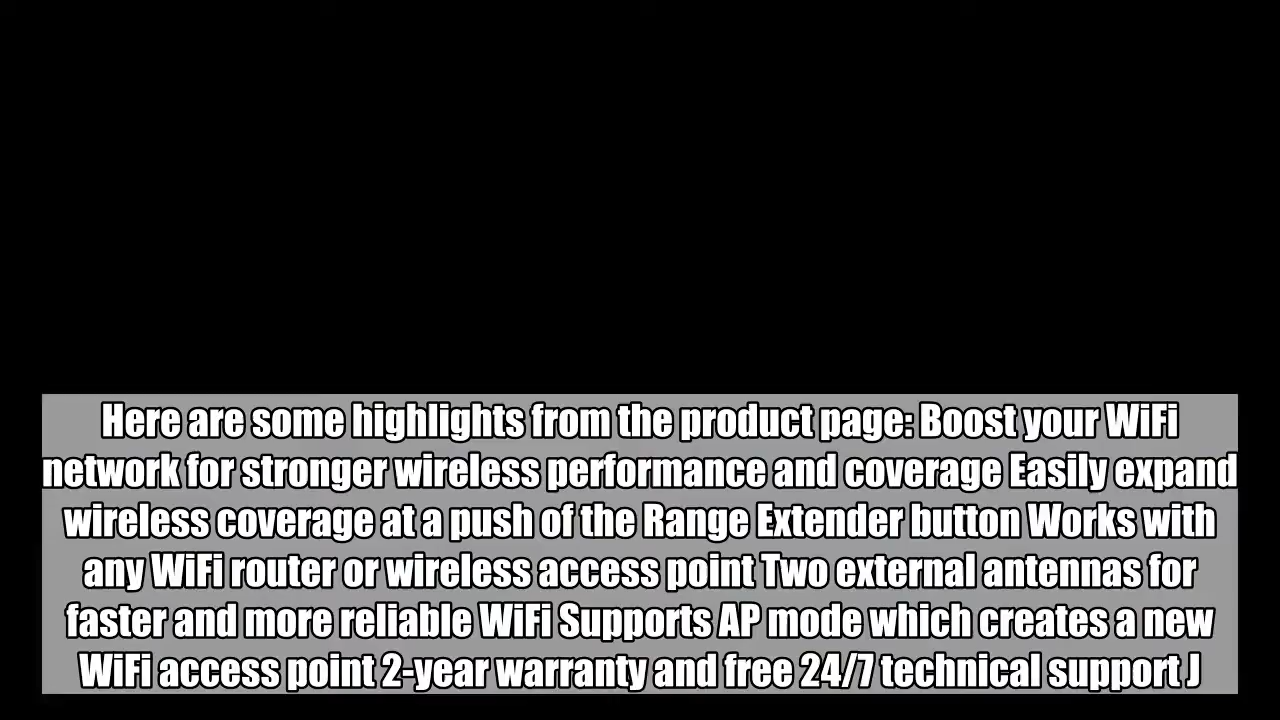 Here are some highlights from the product page: Boost your WiFi
network for stronger wireless performance and coverage Easily expand
wireless coverage at a push of the Range Extender button Works with
any WiFi router or wireless access point Two external antennas for
faster and more reliable WiFi Supports AP mode which creates a new
WiFi access point 2-year warranty and free 24/7 technical support J